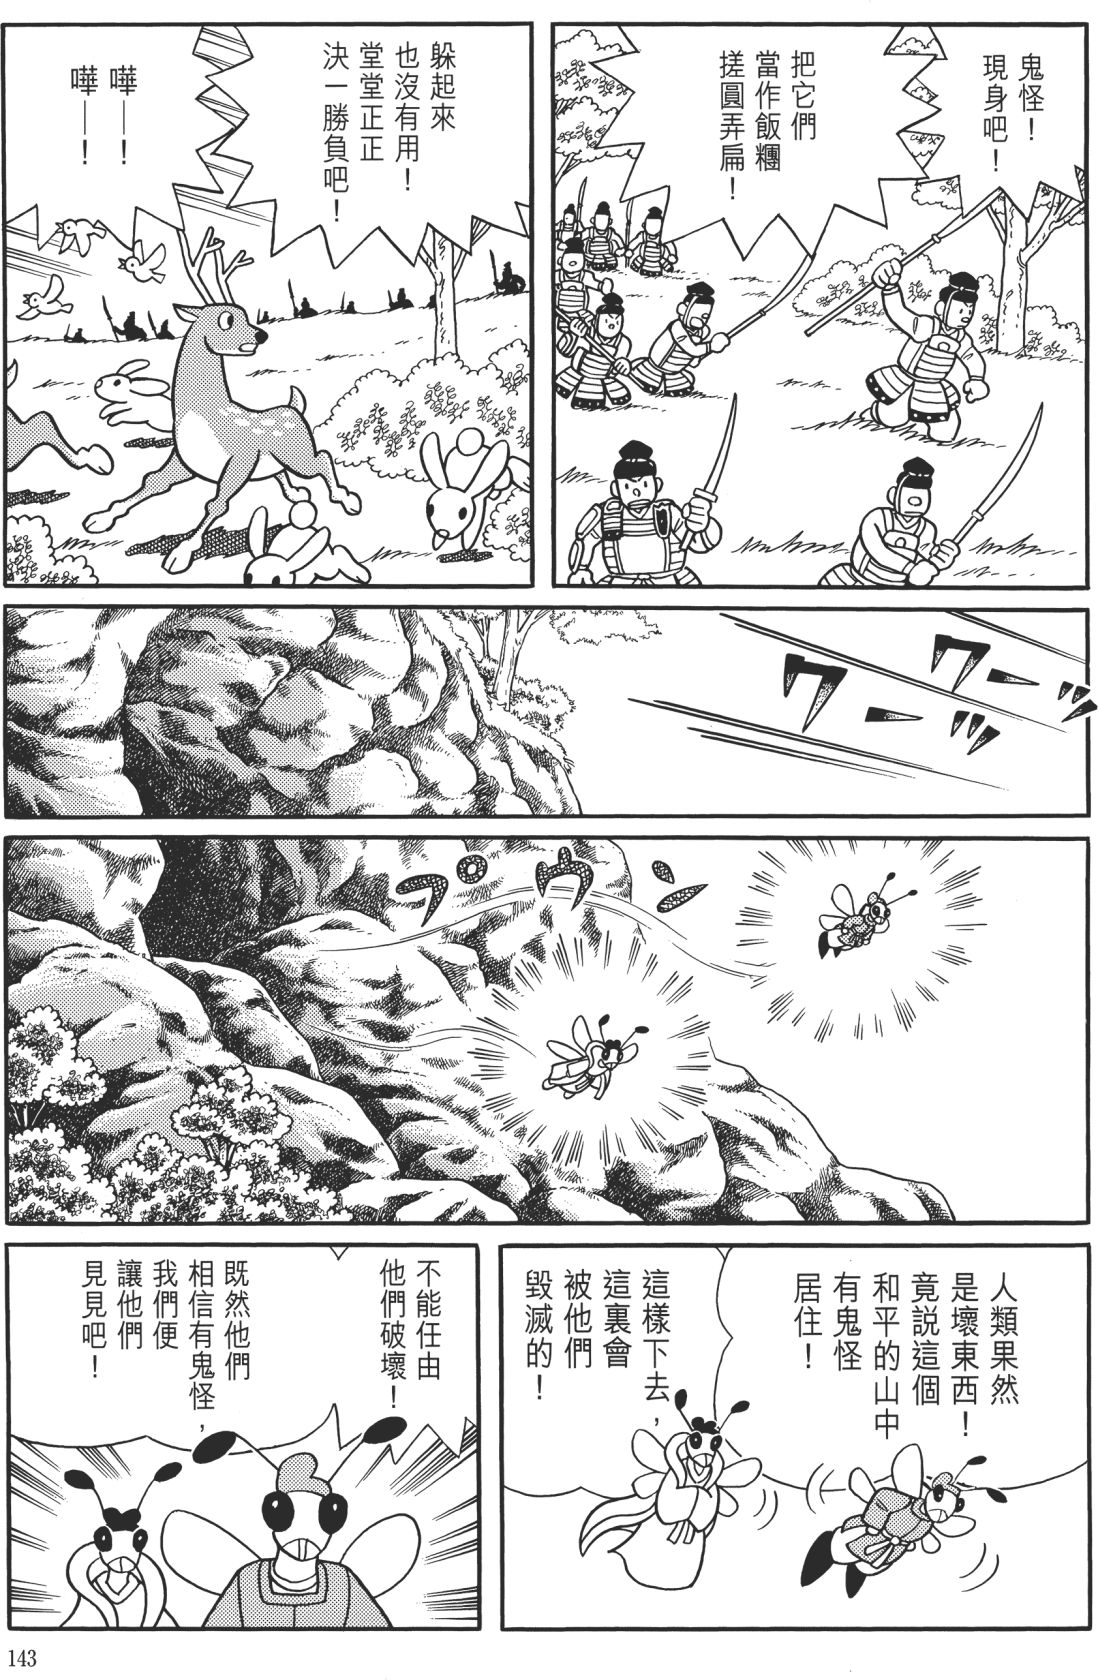 鬼怪！
現身吧！
把它們
當作飯糰
搓圓弄扁！
躲起來
也沒有用！
堂堂正正
決一勝負吧！
嘩——！
嘩——！
ワーッ
ワーッ
プウン
人類果然
是壞東西！
竟說這個
和平的山中
有鬼怪
居住！
這樣下去，
這裏會
被他們
毀滅的！
不能任由
他們破壞！
既然他們
相信有鬼怪，
我們便
讓他們
見見吧！
143